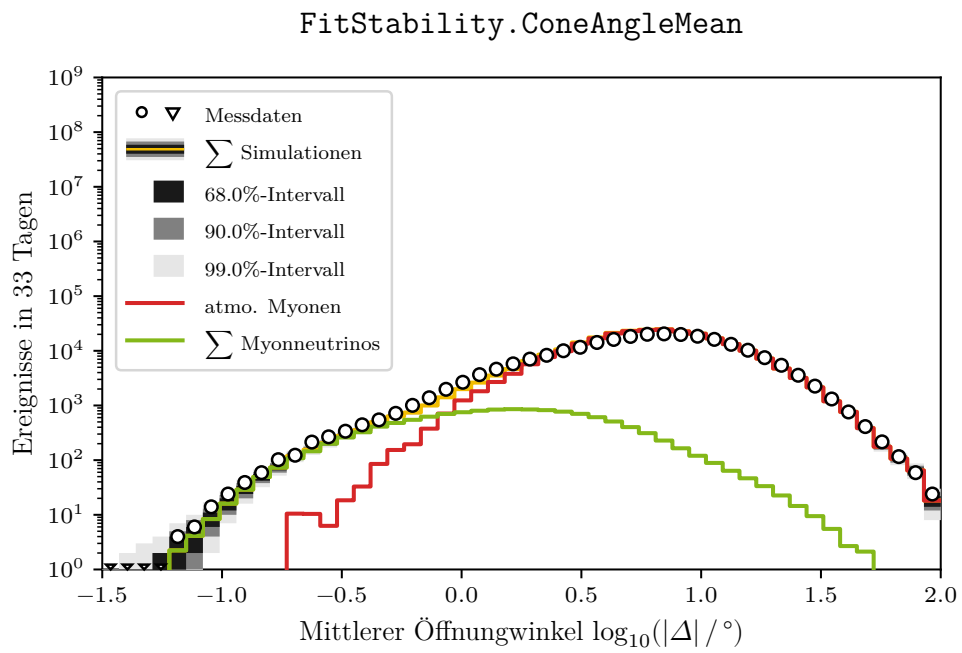 FitStability.ConeAngleMean
Ereignisse in 33 Tagen
10⁹
10⁸
10⁷
10⁶
10⁵
10⁴
10³
10²
10¹
10⁰
Messdaten
∑ Simulationen
68.0%-Intervall
90.0%-Intervall
99.0%-Intervall
atmo. Myonen
∑ Myonneutrinos
−1.5 −1.0 −0.5 0.0 0.5 1.0 1.5 2.0
Mittlerer Öffnungwinkel log₁₀(|Δ| / °)